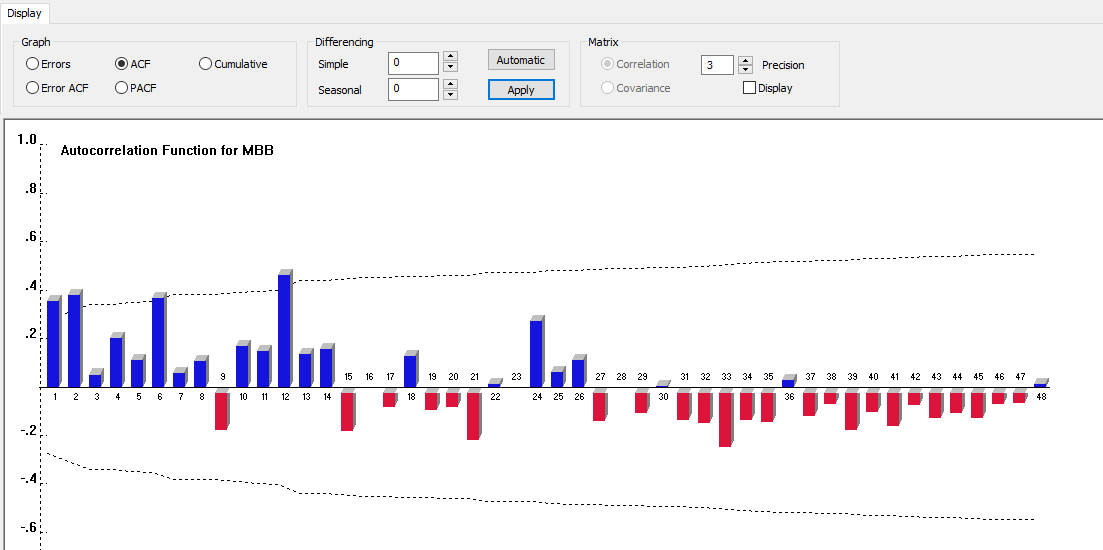 Display
Graph
Errors
ACF
Cumulative
Error ACF
PACF
Differencing
Simple 0
Seasonal 0
Automatic
Apply
Matrix
Correlation
Covariance
3 Precision
Display
Autocorrelation Function for MBB
1.0
.8
.6
.4
.2
-.2
-.4
-.6
9 15 16 17 19 20 21 23 27 28 29 31 32 33 34 35 37 38 39 40 41 42 43 44 45 46 47
1 2 3 4 5 6 7 8 10 11 12 13 14 18 22 24 25 26 30 36 48